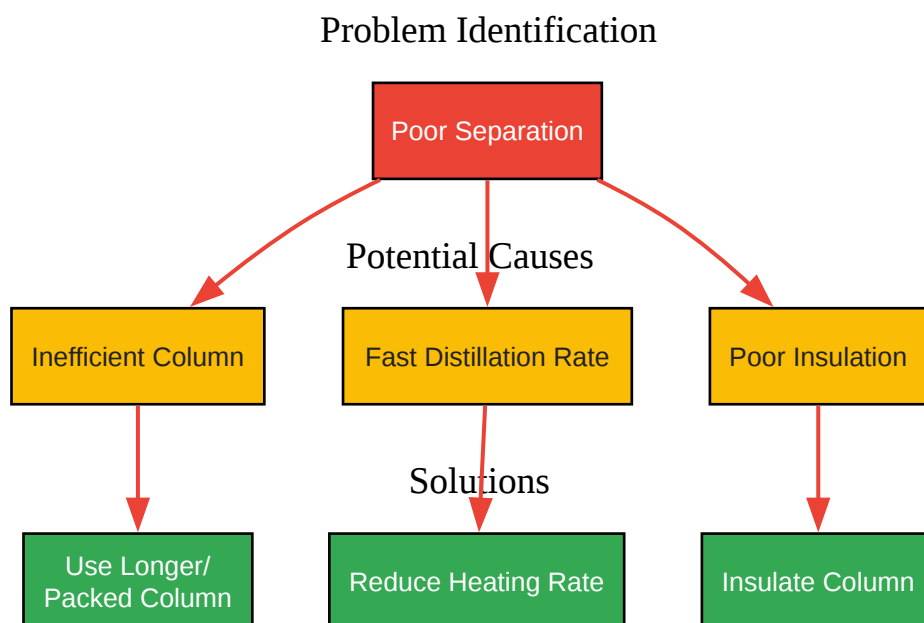 Problem Identification
Poor Separation
Potential Causes
Inefficient Column
Fast Distillation Rate
Poor Insulation
Solutions
Use Longer/
Packed Column
Reduce Heating Rate
Insulate Column